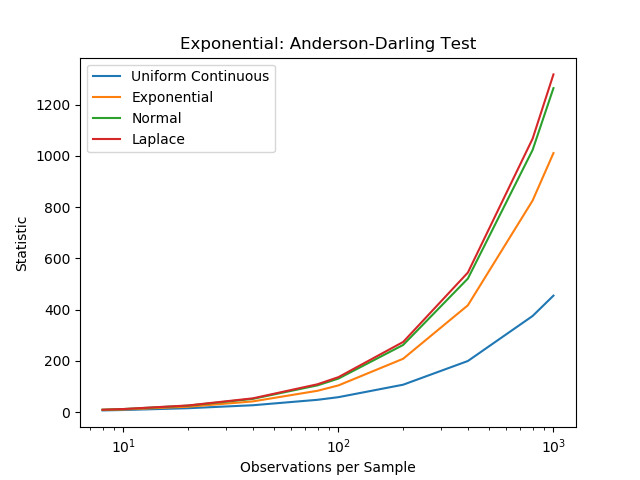 Exponential: Anderson-Darling Test
Uniform Continuous
Exponential
Normal
Laplace
Statistic
1200
1000
800
600
400
200
0
10¹
10²
10³
Observations per Sample